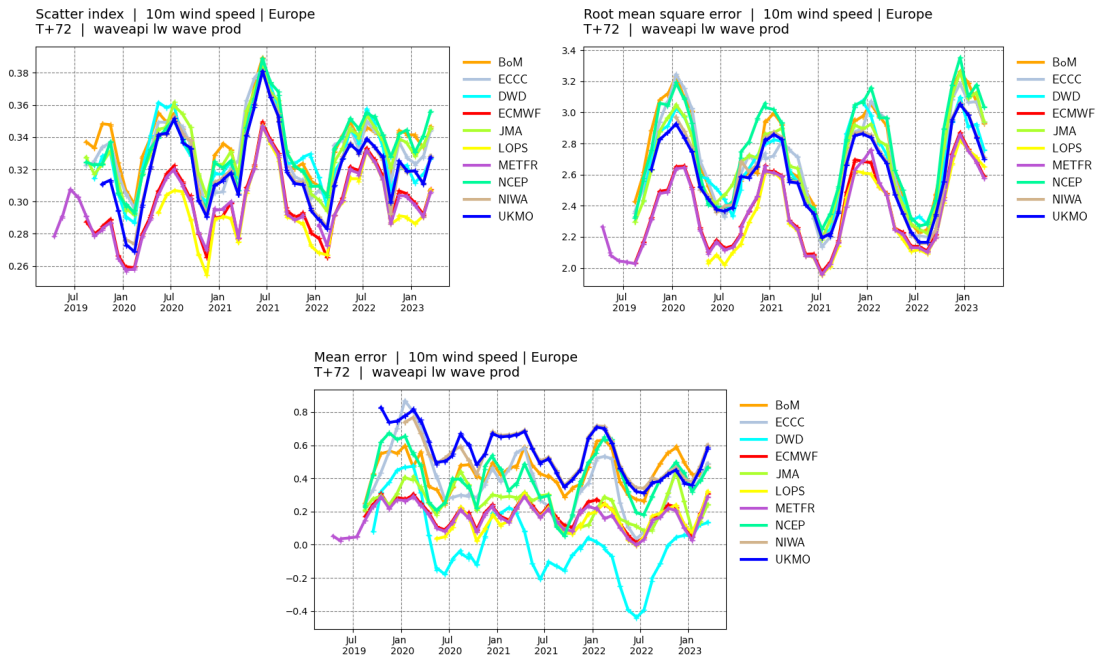 Scatter index | 10m wind speed | Europe
T+72 | waveapi lw wave prod
0.38
0.36
0.34
0.32
0.30
0.28
0.26
Jul
2019
Jan
2020
Jul
2020
Jan
2021
Jul
2021
Jan
2022
Jul
2022
Jan
2023
BoM
ECCC
DWD
ECMWF
JMA
LOPS
METFR
NCEP
NIWA
UKMO
Root mean square error | 10m wind speed | Europe
T+72 | waveapi lw wave prod
3.4
3.2
3.0
2.8
2.6
2.4
2.2
2.0
Jul
2019
Jan
2020
Jul
2020
Jan
2021
Jul
2021
Jan
2022
Jul
2022
Jan
2023
BoM
ECCC
DWD
ECMWF
JMA
LOPS
METFR
NCEP
NIWA
UKMO
Mean error | 10m wind speed | Europe
T+72 | waveapi lw wave prod
0.8
0.6
0.4
0.2
0.0
−0.2
−0.4
Jul
2019
Jan
2020
Jul
2020
Jan
2021
Jul
2021
Jan
2022
Jul
2022
Jan
2023
BoM
ECCC
DWD
ECMWF
JMA
LOPS
METFR
NCEP
NIWA
UKMO